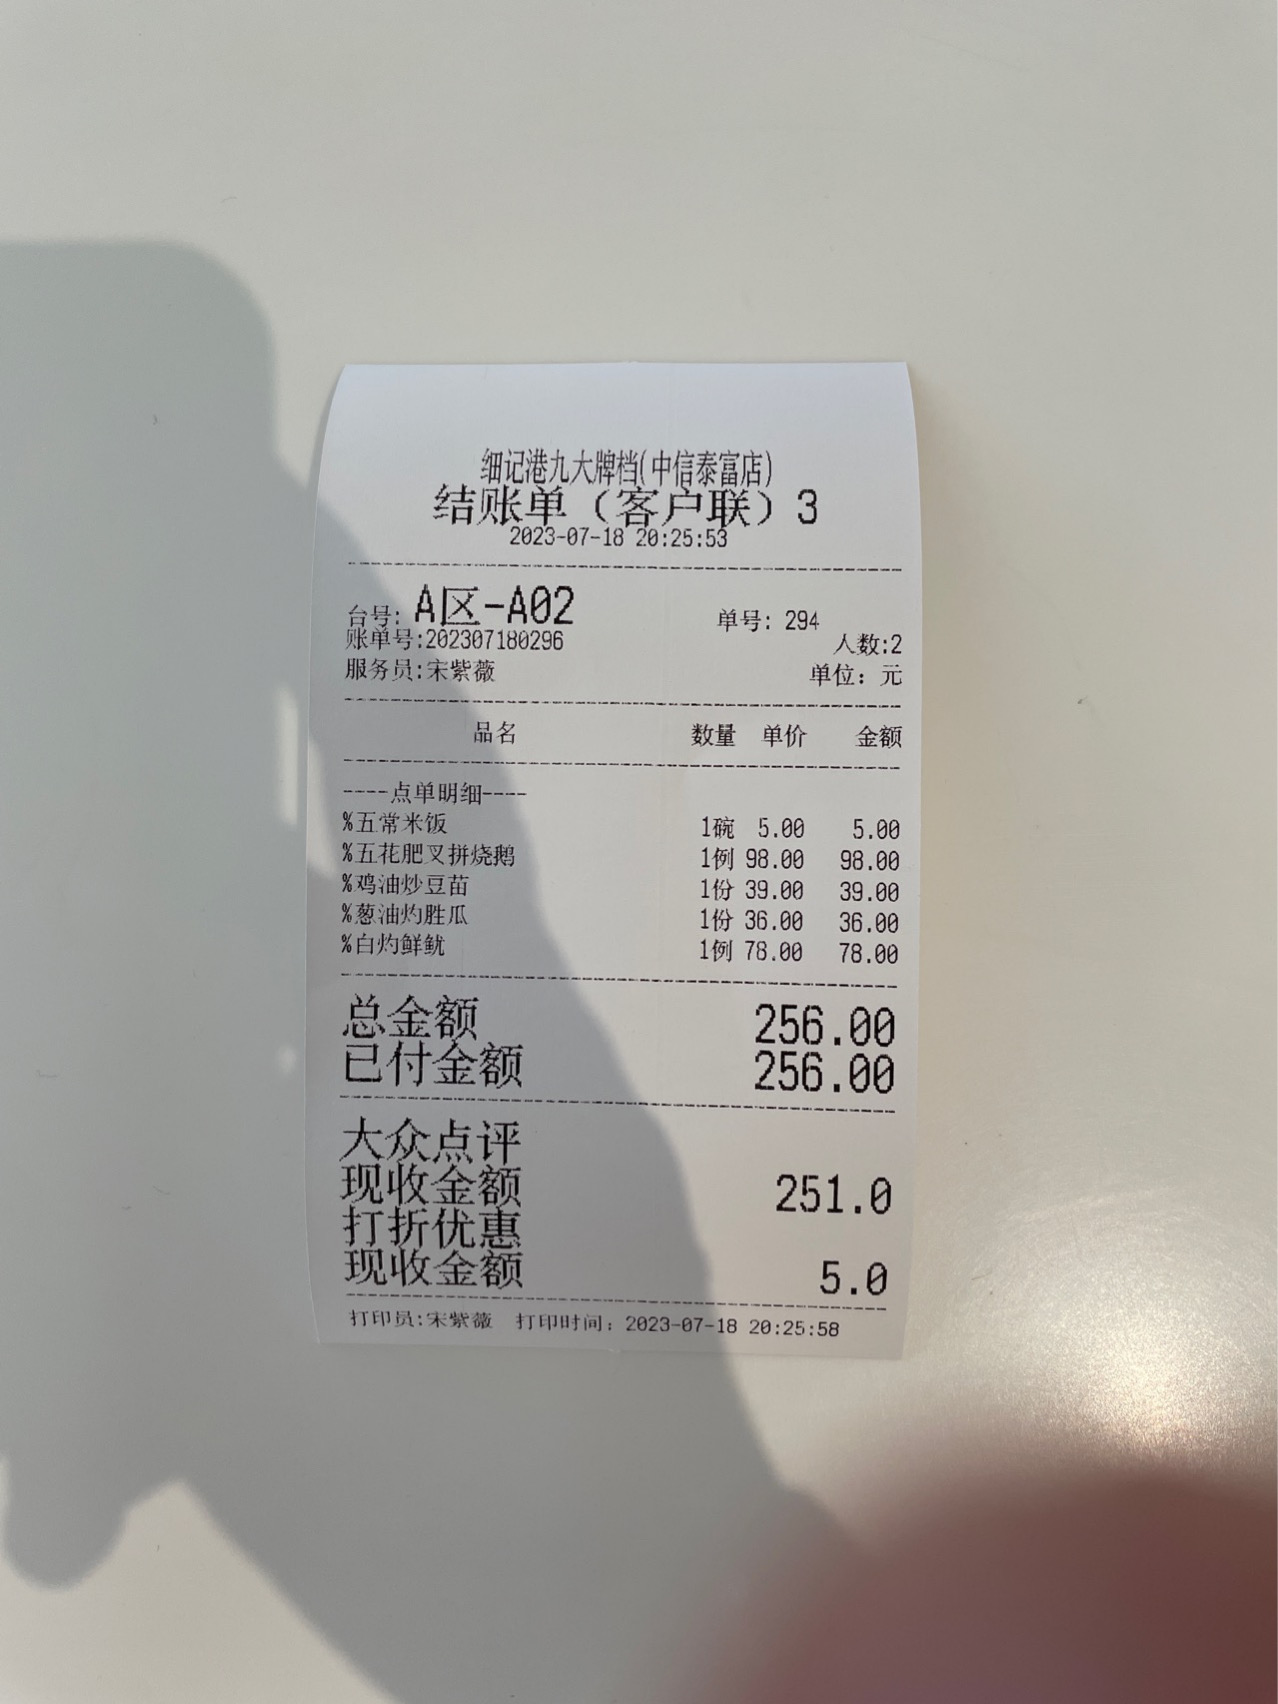 细记港九大牌档(中信泰富店)
结账单（客户联）3
2023-07-18 20:25:53
台号: A区-A02 单号: 294
账单号:202307180296 人数:2
服务员:宋紫薇 单位: 元
品名 数量 单价 金额
----点单明细----
%五常米饭 1碗 5.00 5.00
%五花肥叉拼烧鹅 1例 98.00 98.00
%鸡油炒豆苗 1份 39.00 39.00
%葱油灼胜瓜 1份 36.00 36.00
%白灼鲜鱿 1例 78.00 78.00
总金额 256.00
已付金额 256.00
大众点评
现收金额 251.0
打折优惠
现收金额 5.0
打印员:宋紫薇 打印时间: 2023-07-18 20:25:58